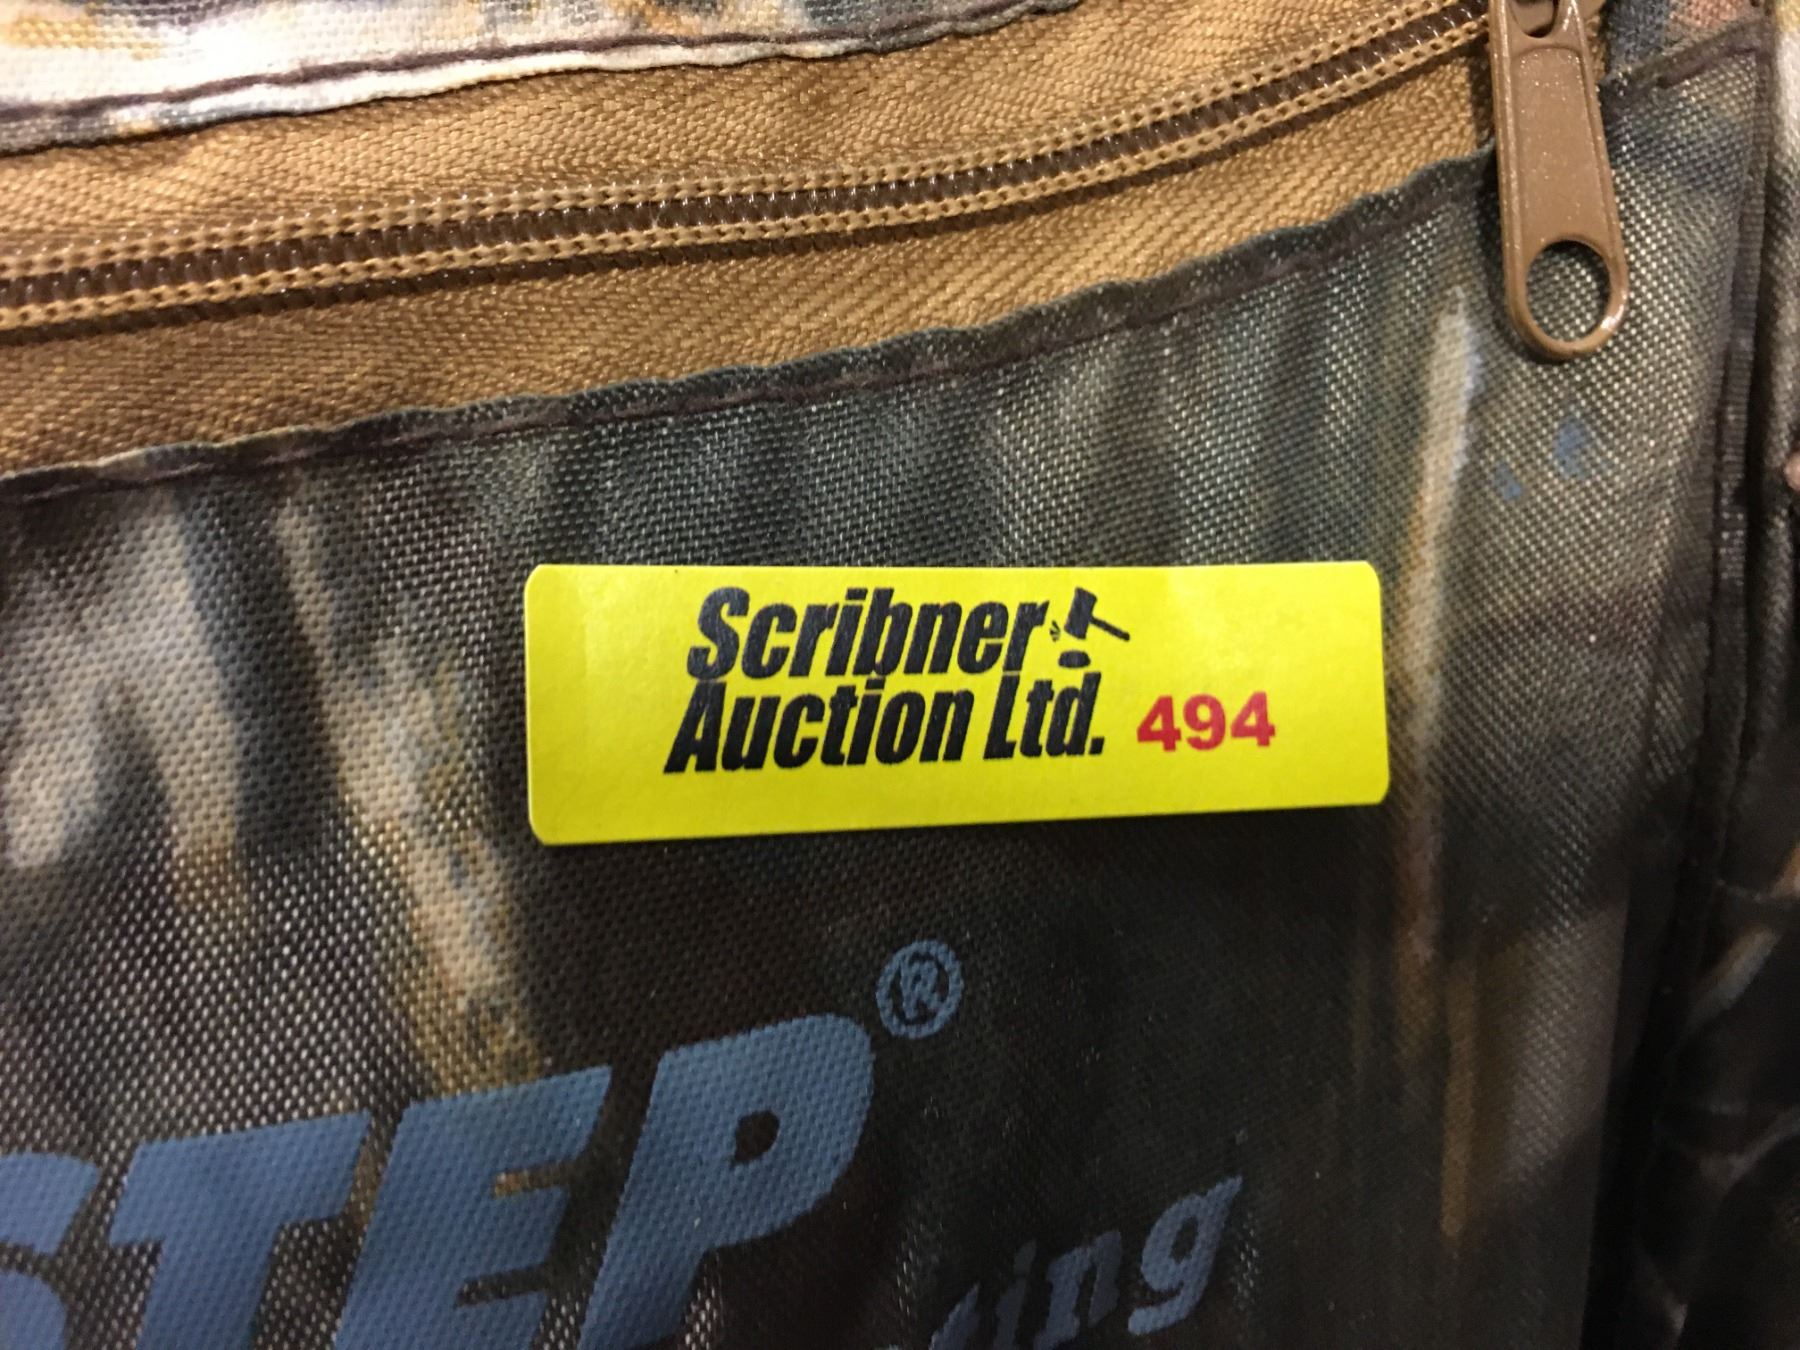 Scribner
Auction Ltd. 494
STEP®